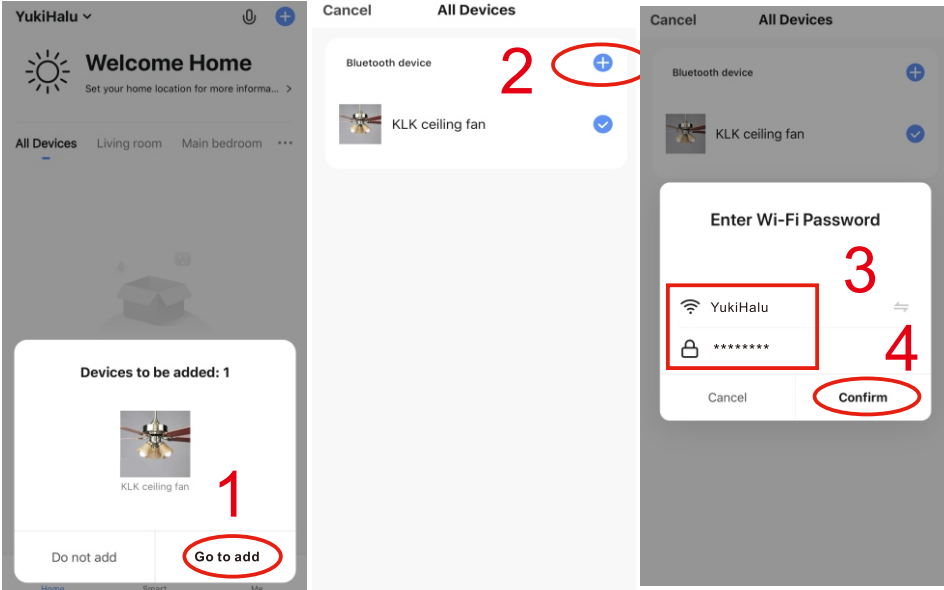 YukiHalu
Welcome Home
Set your home location for more informa...
All Devices Living room Main bedroom
Devices to be added: 1
KLK ceiling fan
1
Do not add Go to add
Home Smart Me
Cancel All Devices
Bluetooth device
2
KLK ceiling fan
Cancel All Devices
Bluetooth device
KLK ceiling fan
Enter Wi-Fi Password
3
YukiHalu
********
4
Cancel Confirm